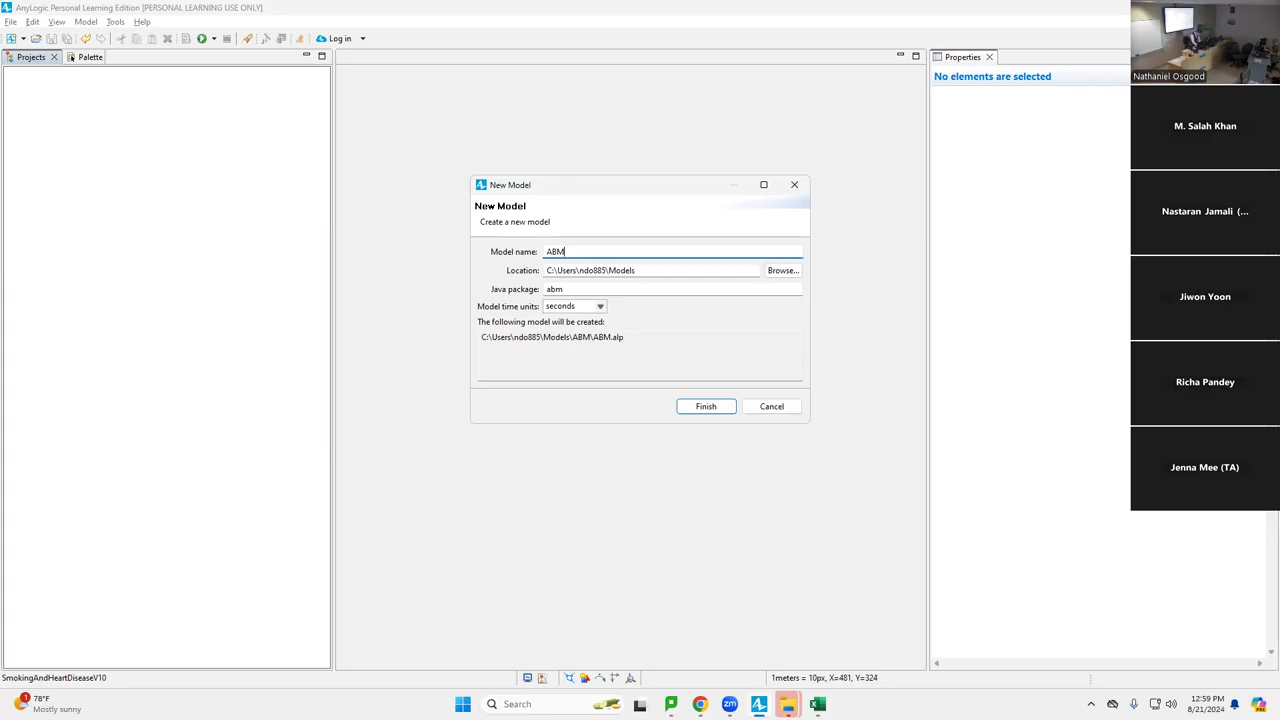 AnyLogic Personal Learning Edition [PERSONAL LEARNING USE ONLY]
File Edit View Model Tools Help
Log in
Projects
Palette
Properties
No elements are selected
New Model
New Model
Create a new model
Model name: ABM
Location: C:\Users\ndo885\Models
Browse...
Java package: abm
Model time units: seconds
The following model will be created:
C:\Users\ndo885\Models\ABM\ABM.alp
Finish
Cancel
Nathaniel Osgood
M. Salah Khan
Nastaran Jamali (...
Jiwon Yoon
Richa Pandey
Jenna Mee (TA)
SmokingAndHeartDiseaseV10
1meters = 10px, X=481, Y=324
1
78°F
Mostly sunny
Search
zm
12:59 PM
8/21/2024